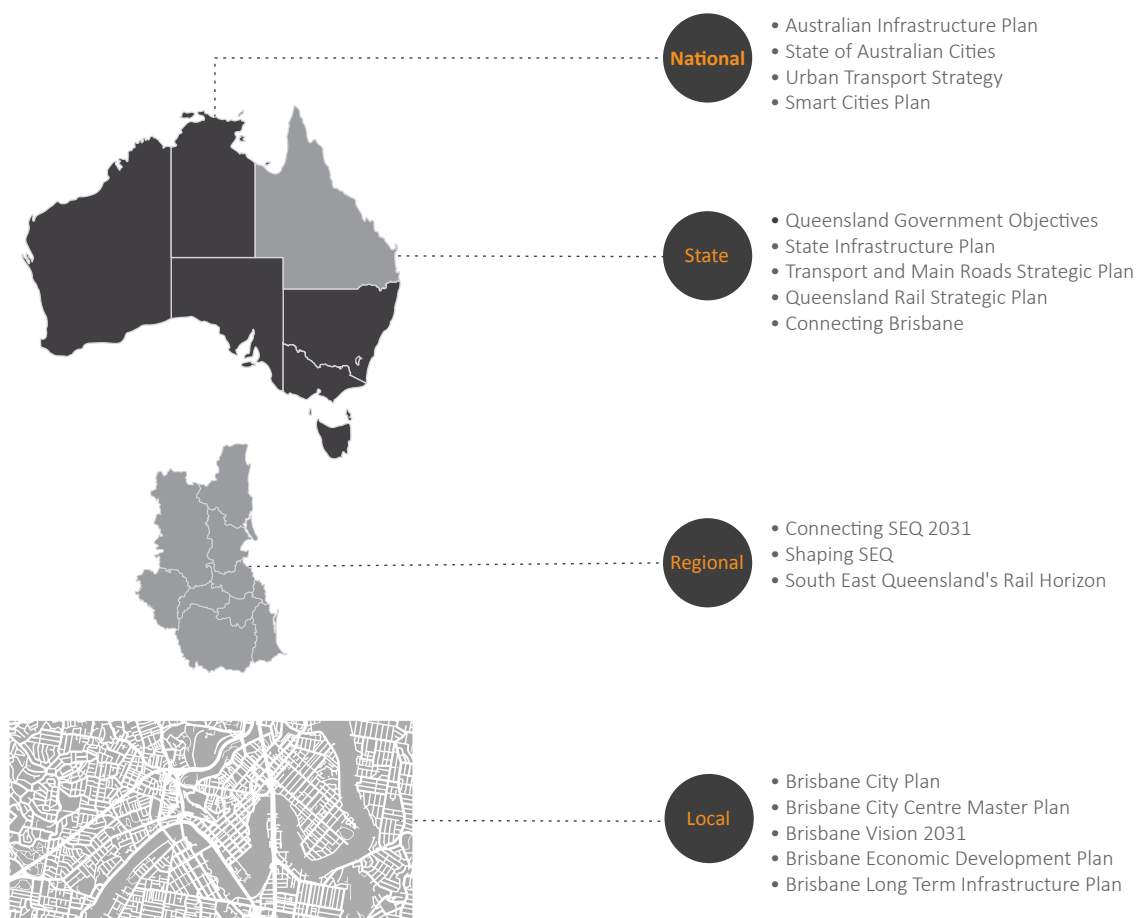 National
• Australian Infrastructure Plan
• State of Australian Cities
• Urban Transport Strategy
• Smart Cities Plan
State
• Queensland Government Objectives
• State Infrastructure Plan
• Transport and Main Roads Strategic Plan
• Queensland Rail Strategic Plan
• Connecting Brisbane
Regional
• Connecting SEQ 2031
• Shaping SEQ
• South East Queensland's Rail Horizon
Local
• Brisbane City Plan
• Brisbane City Centre Master Plan
• Brisbane Vision 2031
• Brisbane Economic Development Plan
• Brisbane Long Term Infrastructure Plan